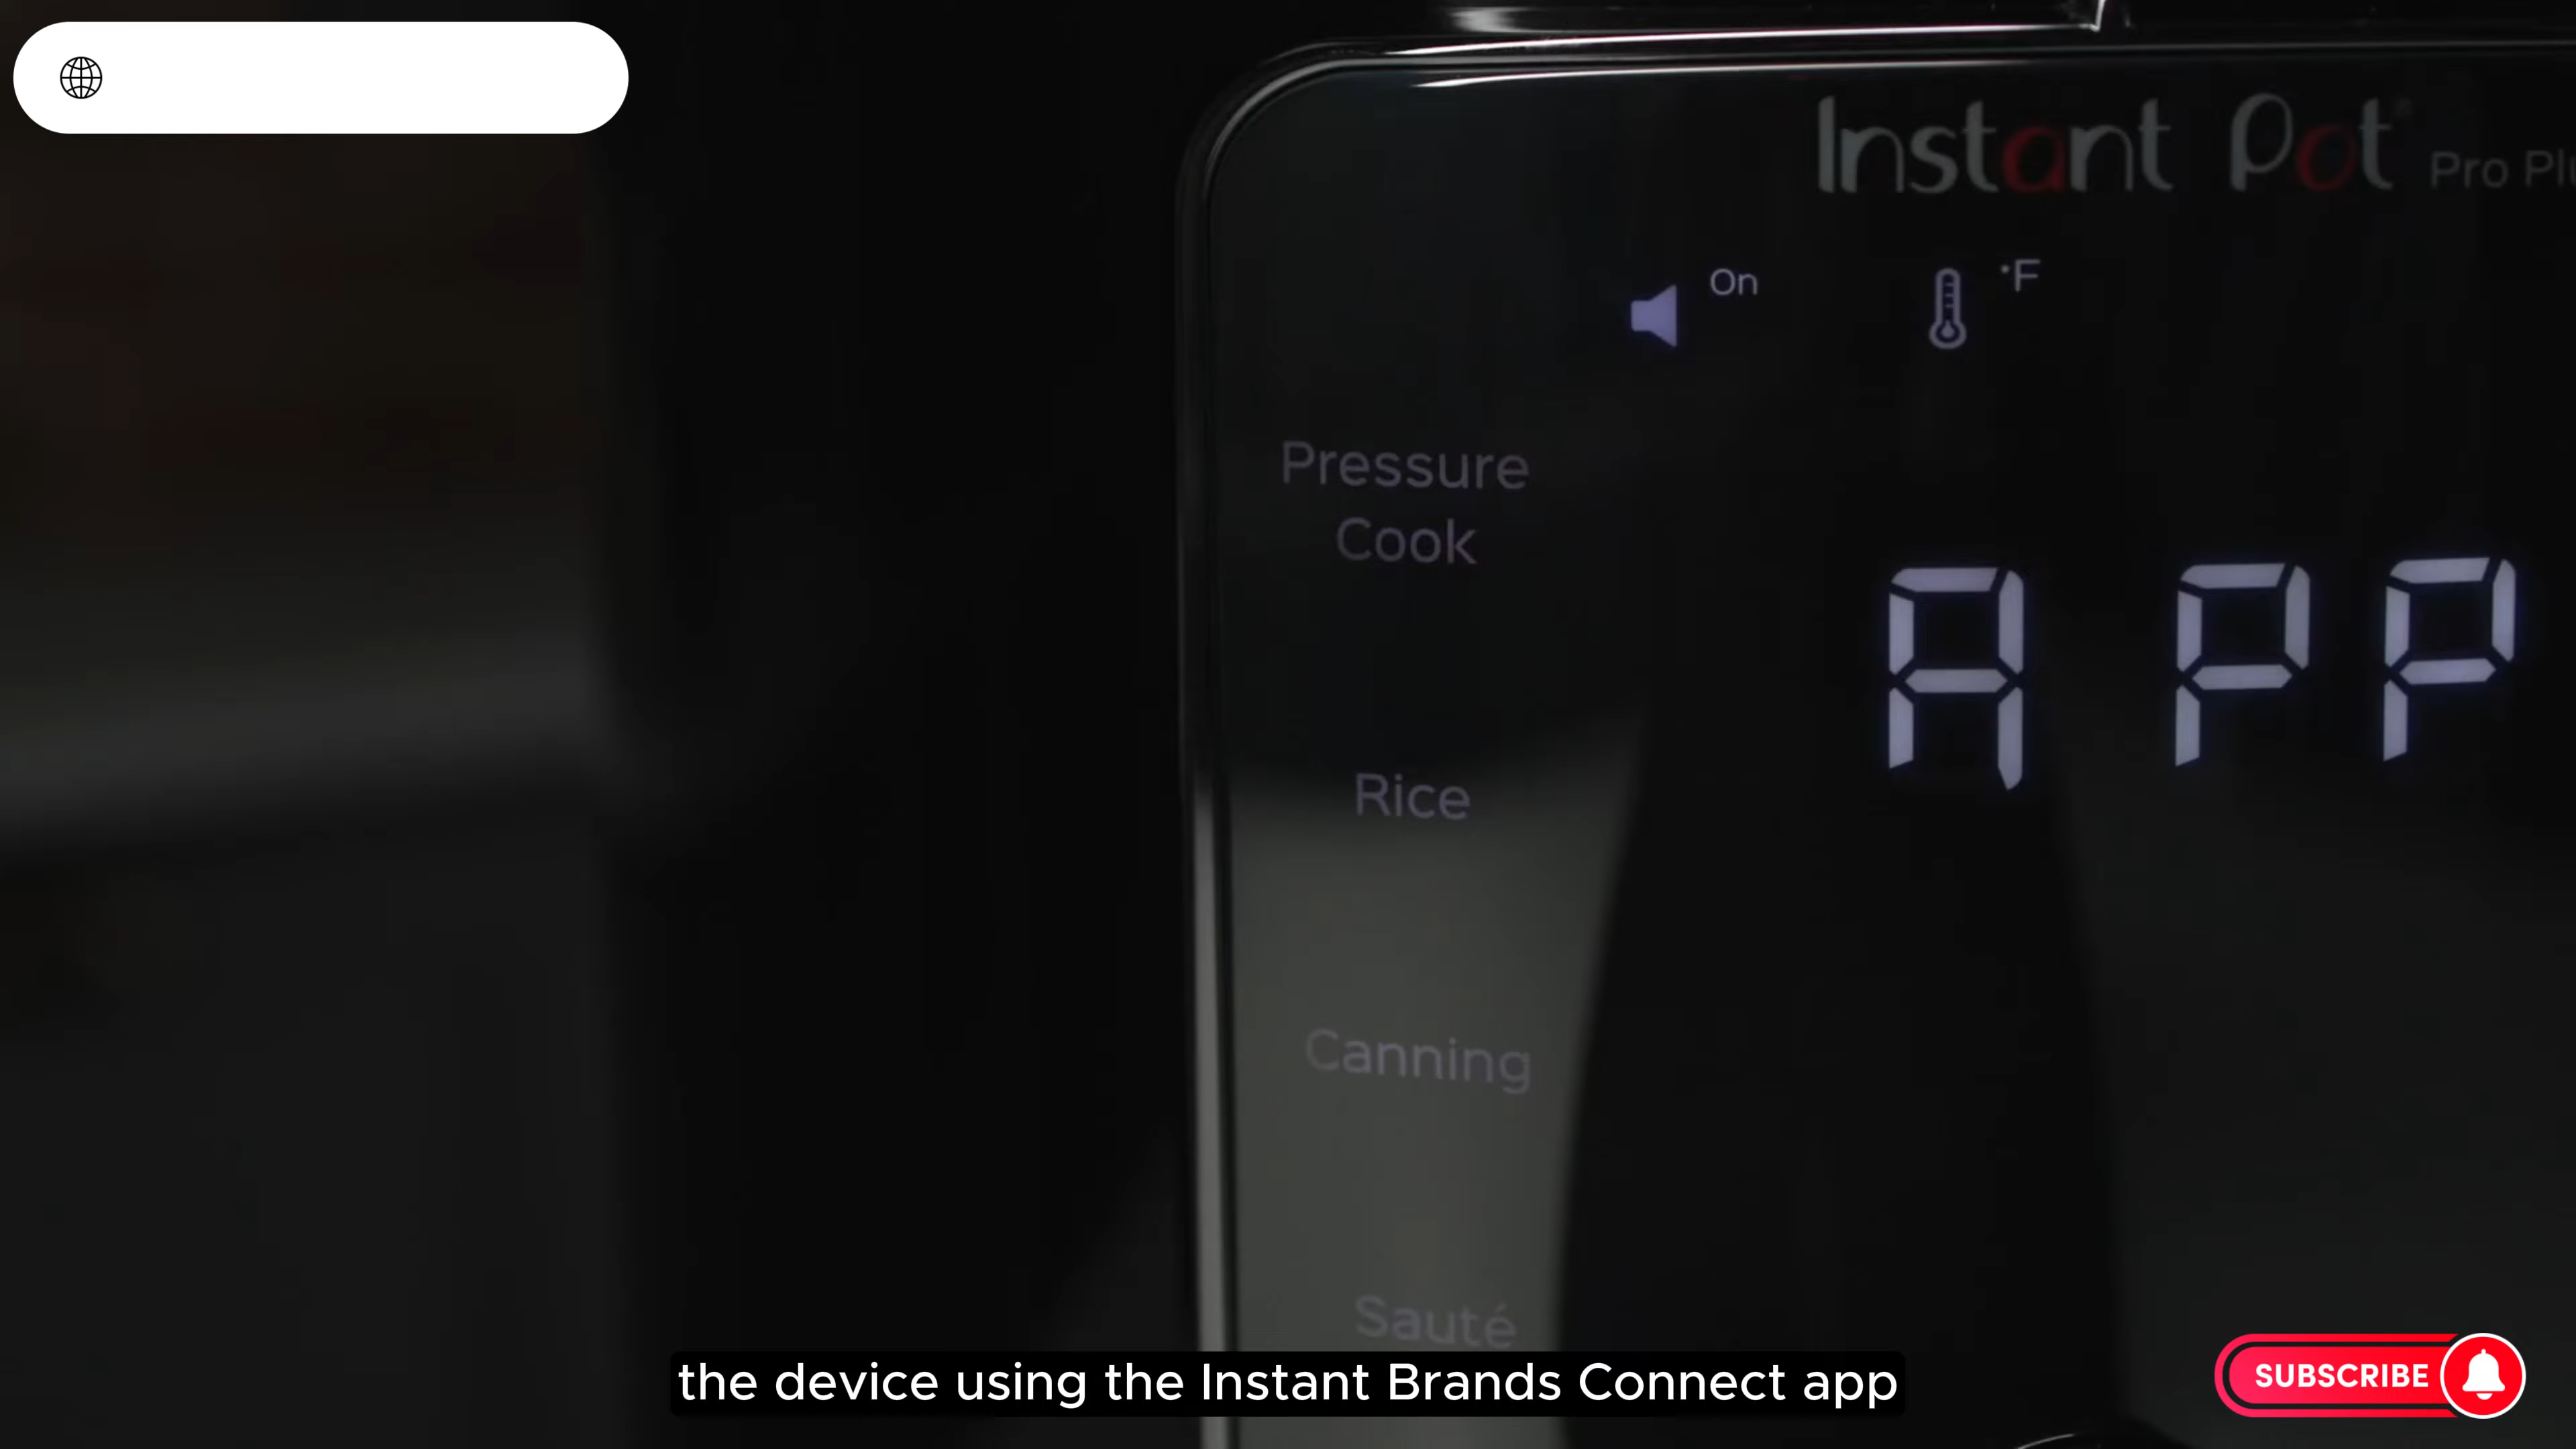 Instant Pot® Pro Plu
On
°F
Pressure
Cook
APP
Rice
Canning
Sauté
the device using the Instant Brands Connect app
SUBSCRIBE